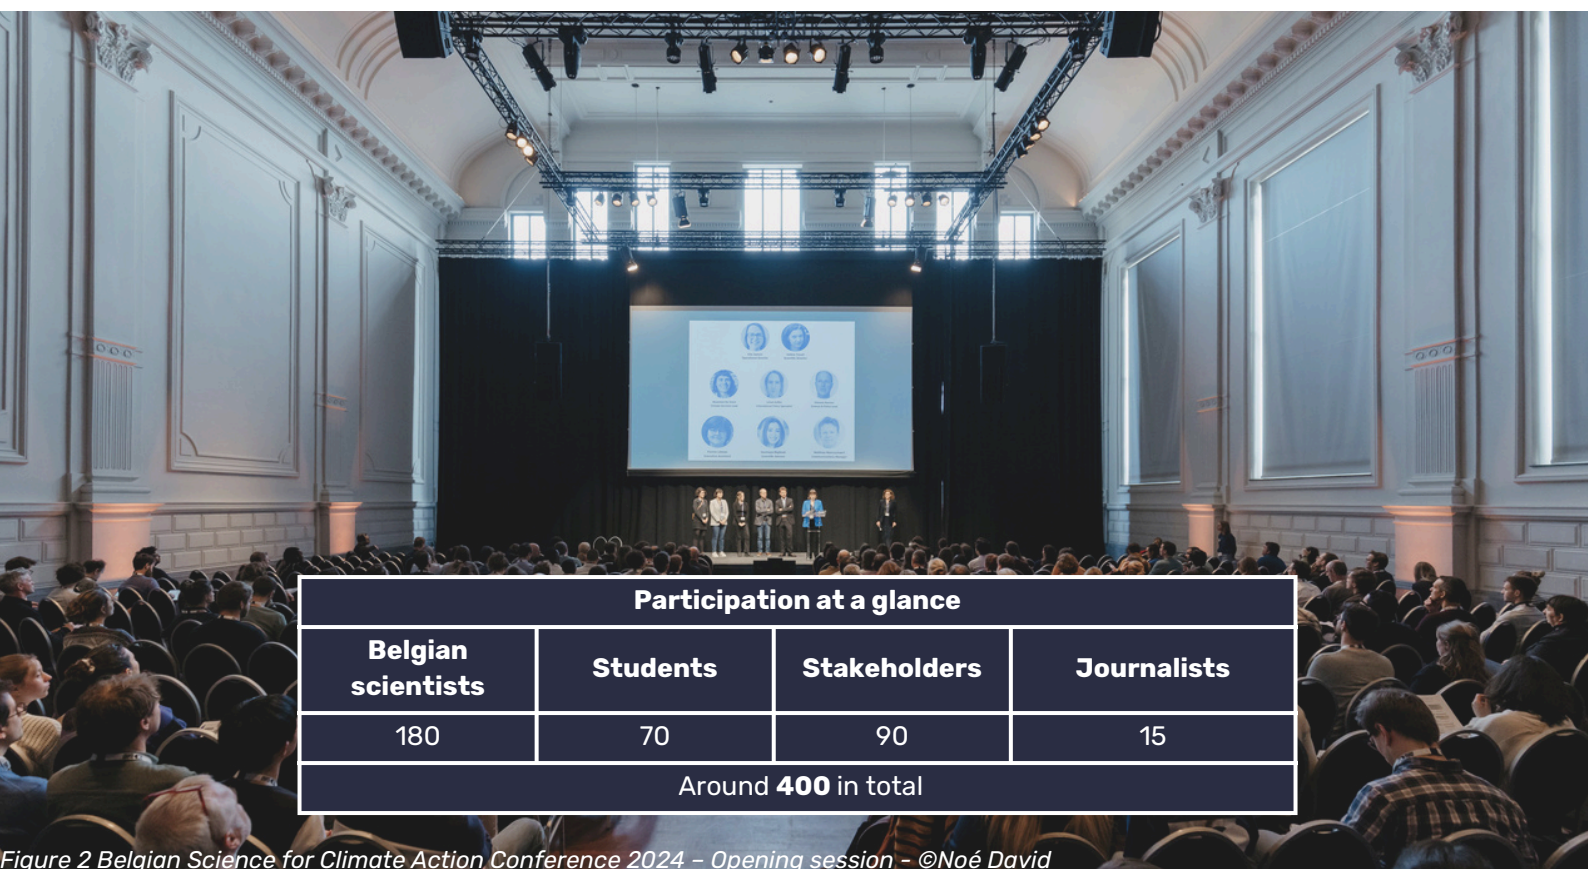 Participation at a glance
Belgian
scientists
Students
Stakeholders
Journalists
180
70
90
15
Around 400 in total
Figure 2 Belgian Science for Climate Action Conference 2024 – Opening session - ©Noé David